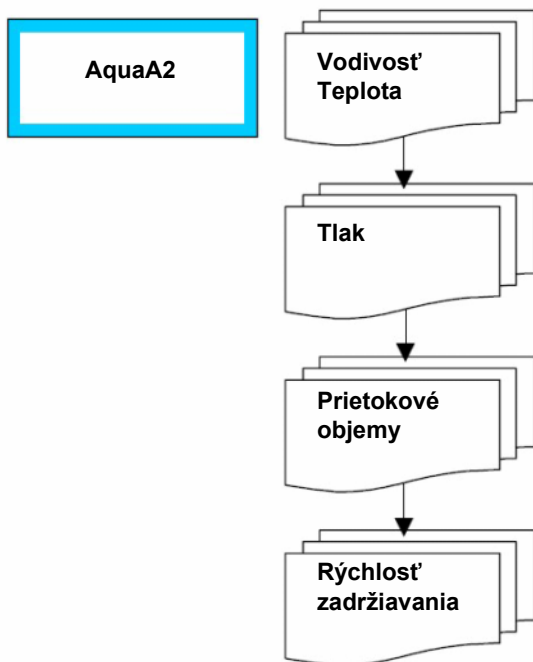 AquaA2
Vodivosť
Teplota
Tlak
Prietokové
objemy
Rýchlosť
zadržiavania